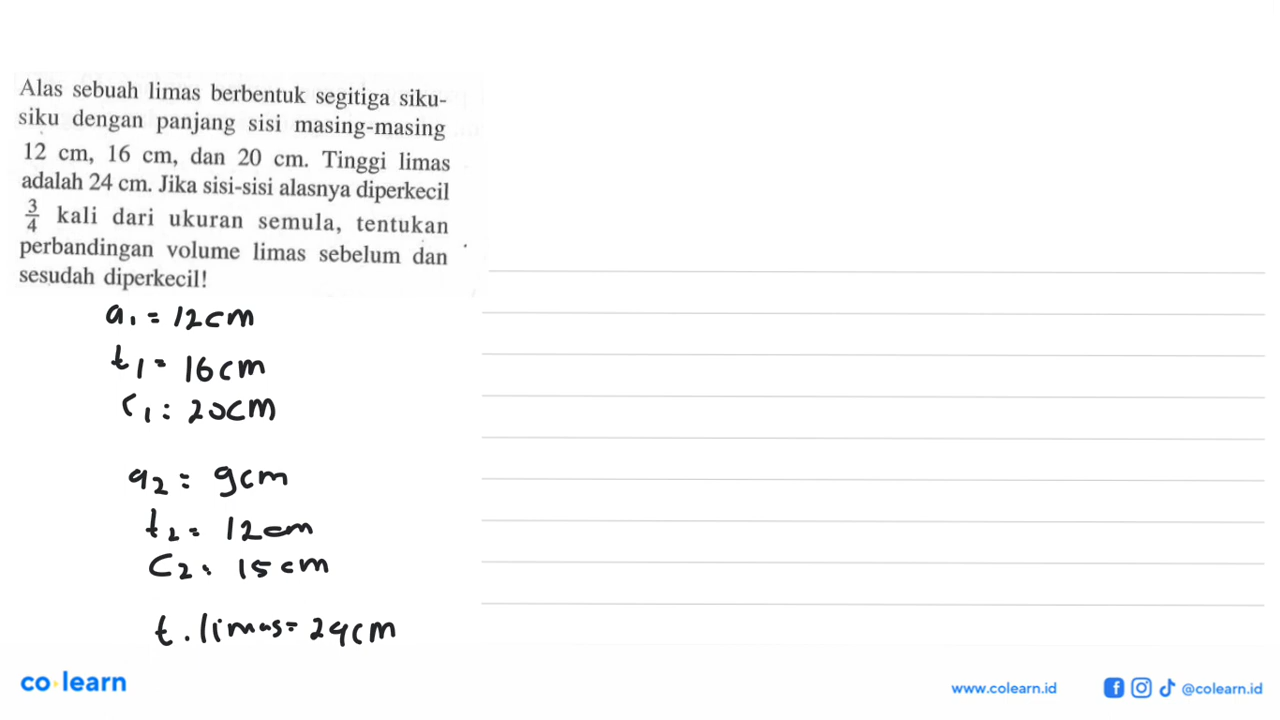 Alas sebuah limas berbentuk segitiga siku-
siku dengan panjang sisi masing-masing
12 cm, 16 cm, dan 20 cm. Tinggi limas
adalah 24 cm. Jika sisi-sisi alasnya diperkecil
3/4 kali dari ukuran semula, tentukan
perbandingan volume limas sebelum dan
sesudah diperkecil!
a₁ = 12cm
t₁ = 16cm
c₁ : 20cm
a₂ = 9cm
t₂ = 12cm
c₂ : 15cm
t. limas = 24cm
co learn
www.colearn.id
@colearn.id